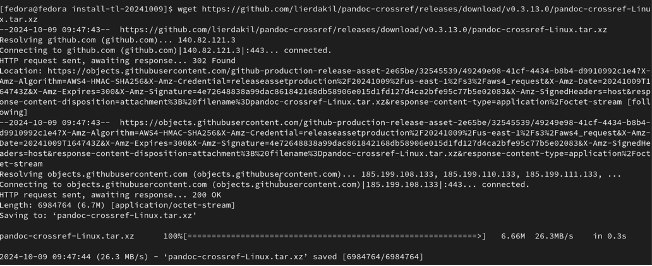 [fedora@fedora install-tl-20241009]$ wget https://github.com/lierdakil/pandoc-crossref/releases/download/v0.3.13.0/pandoc-crossref-Linu
x.tar.xz
--2024-10-09 09:47:43--  https://github.com/lierdakil/pandoc-crossref/releases/download/v0.3.13.0/pandoc-crossref-Linux.tar.xz
Resolving github.com (github.com)... 140.82.121.3
Connecting to github.com (github.com)|140.82.121.3|:443... connected.
HTTP request sent, awaiting response... 302 Found
Location: https://objects.githubusercontent.com/github-production-release-asset-2e65be/32545539/49249e98-41cf-4434-b8b4-d9910992c1e4?X-
Amz-Algorithm=AWS4-HMAC-SHA256&X-Amz-Credential=releaseassetproduction%2F20241009%2Fus-east-1%2Fs3%2Faws4_request&X-Amz-Date=20241009T1
64743Z&X-Amz-Expires=300&X-Amz-Signature=4e72648838a99dac861842168db58906e015d1fd127d4ca2bfe95c77b5e02083&X-Amz-SignedHeaders=host&resp
onse-content-disposition=attachment%3B%20filename%3Dpandoc-crossref-Linux.tar.xz&response-content-type=application%2Foctet-stream [foll
owing]
--2024-10-09 09:47:43--  https://objects.githubusercontent.com/github-production-release-asset-2e65be/32545539/49249e98-41cf-4434-b8b4-
d9910992c1e4?X-Amz-Algorithm=AWS4-HMAC-SHA256&X-Amz-Credential=releaseassetproduction%2F20241009%2Fus-east-1%2Fs3%2Faws4_request&X-Amz-
Date=20241009T164743Z&X-Amz-Expires=300&X-Amz-Signature=4e72648838a99dac861842168db58906e015d1fd127d4ca2bfe95c77b5e02083&X-Amz-SignedHe
aders=host&response-content-disposition=attachment%3B%20filename%3Dpandoc-crossref-Linux.tar.xz&response-content-type=application%2Foct
et-stream
Resolving objects.githubusercontent.com (objects.githubusercontent.com)... 185.199.108.133, 185.199.110.133, 185.199.111.133, ...
Connecting to objects.githubusercontent.com (objects.githubusercontent.com)|185.199.108.133|:443... connected.
HTTP request sent, awaiting response... 200 OK
Length: 6984764 (6.7M) [application/octet-stream]
Saving to: ‘pandoc-crossref-Linux.tar.xz’
pandoc-crossref-Linux.tar.xz     100%[==========================================================>]   6.66M  26.3MB/s    in 0.3s
2024-10-09 09:47:44 (26.3 MB/s) - ‘pandoc-crossref-Linux.tar.xz’ saved [6984764/6984764]